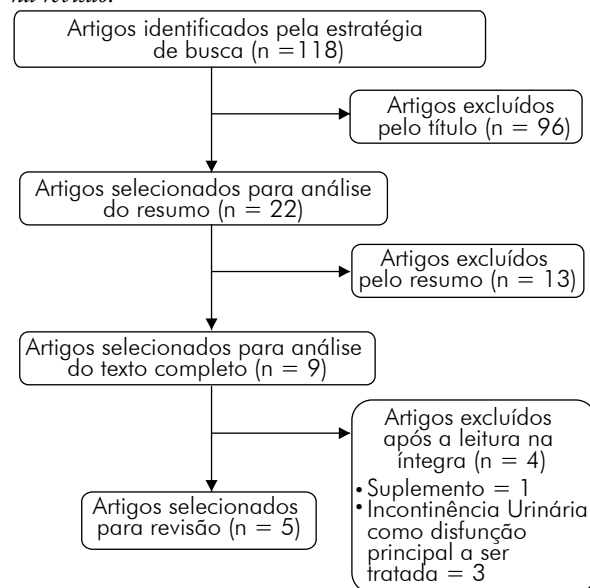 na revisão.
Artigos identificados pela estratégia
de busca (n =118)
Artigos excluídos
pelo título (n = 96)
Artigos selecionados para análise
do resumo (n = 22)
Artigos excluídos
pelo resumo (n = 13)
Artigos selecionados para análise
do texto completo (n = 9)
Artigos excluídos
após a leitura na
íntegra (n = 4)
• Suplemento = 1
• Incontinência Urinária
como disfunção
principal a ser
tratada = 3
Artigos selecionados
para revisão (n = 5)